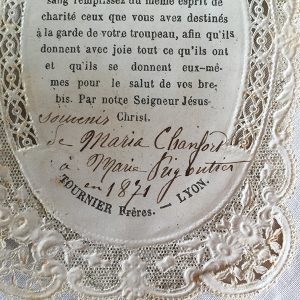 sang remplissez du même esprit de
charité ceux que vous avez destinés
à la garde de votre troupeau, afin qu'ils
donnent avec joie tout ce qu'ils ont
et qu'ils se donnent eux-mê-
mes pour le salut de vos bre-
bis. Par notre Seigneur Jésus-
Christ.
Souvenir
de Maria Chanfort
à Marie
en 1871
TOURNIER Frères. — LYON.